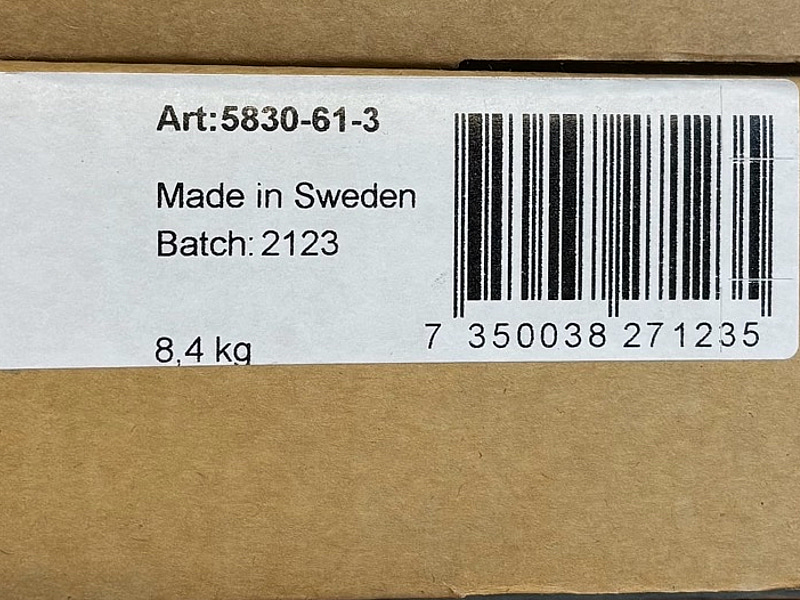 Art:5830-61-3
Made in Sweden
Batch: 2123
8,4 kg
7 350038 271235